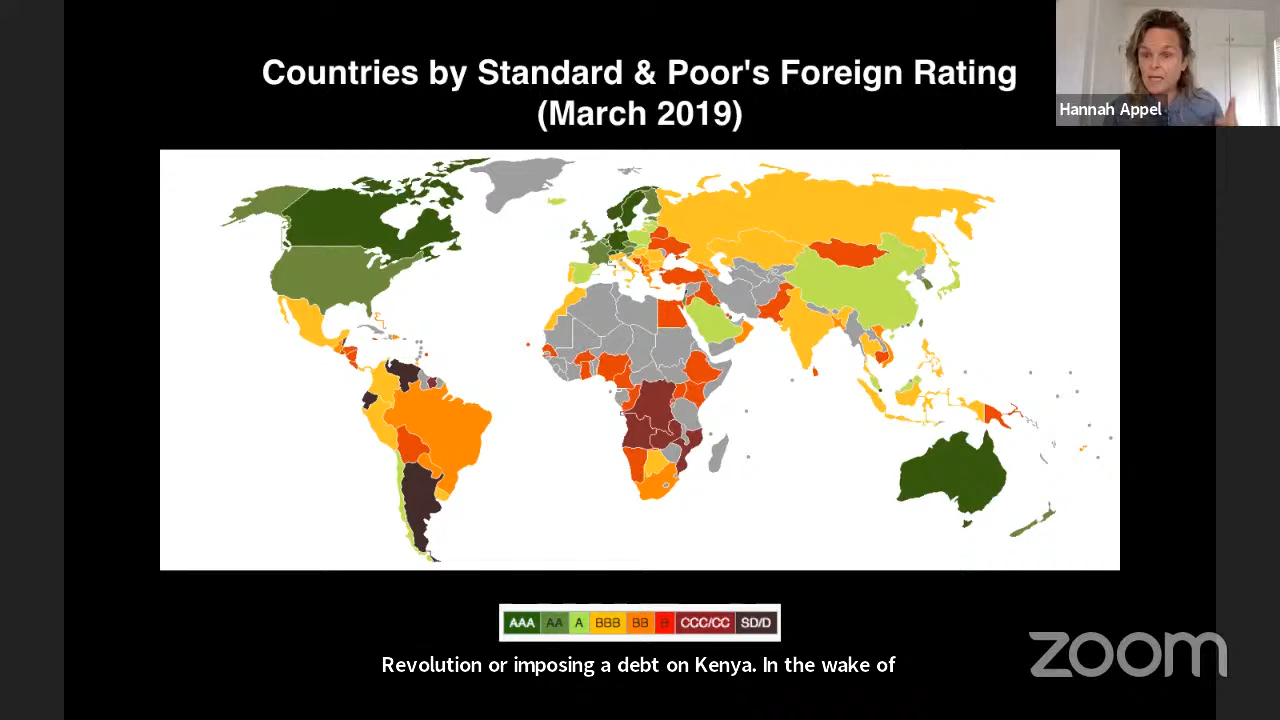 Countries by Standard & Poor's Foreign Rating
(March 2019)
Hannah Appel
AAA AA A BBB BB B CCC/CC SD/D
Revolution or imposing a debt on Kenya. In the wake of
zoom